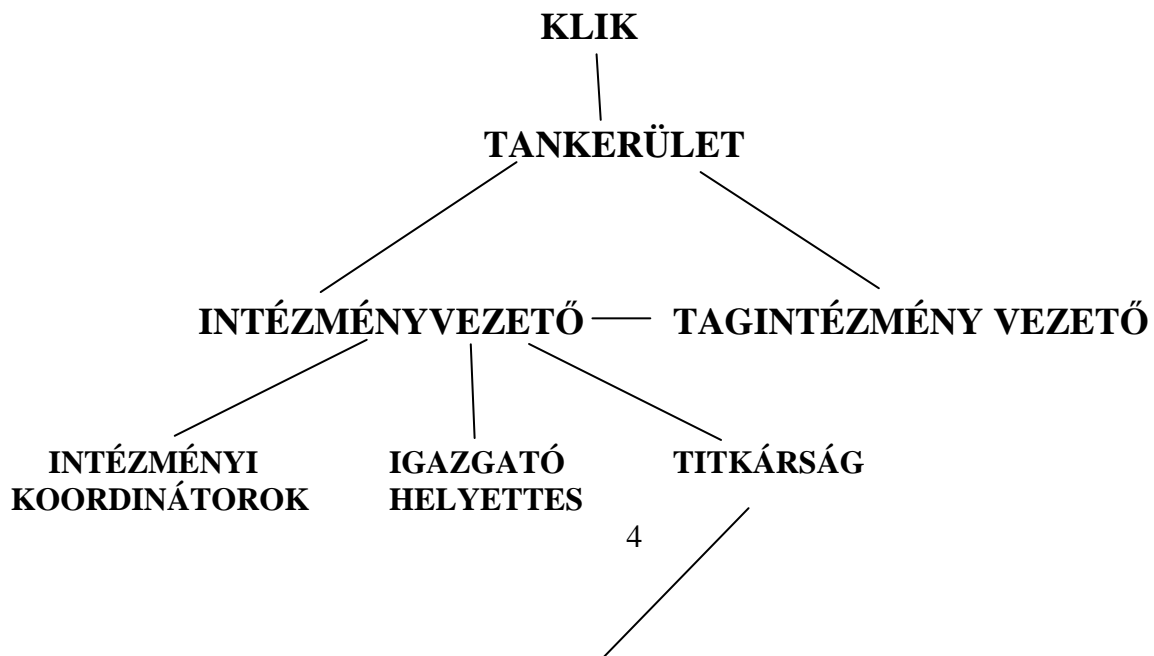 KLIK
TANKERÜLET
INTÉZMÉNYVEZETŐ TAGINTÉZMÉNY VEZETŐ
INTÉZMÉNYI IGAZGATÓ TITKÁRSÁG
KOORDINÁTOROK HELYETTES
4